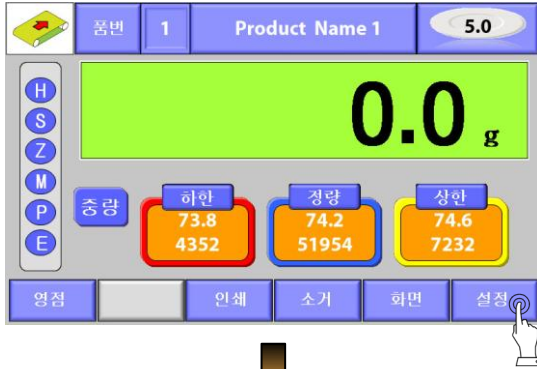 품번 1 Product Name 1 5.0
H
S
Z
M
P
E
0.0 g
중량
하한 정량 상한
73.8 74.2 74.6
4352 51954 7232
영점 인쇄 소거 화면 설정